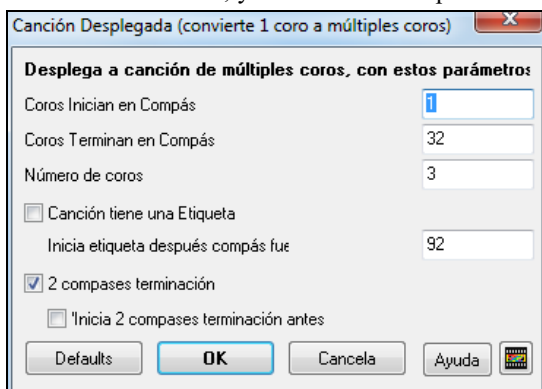 Canción Desplegada (convierte 1 coro a múltiples coros)
Desplega a canción de múltiples coros, con estos parámetros
Coros Inician en Compás 1
Coros Terminan en Compás 32
Número de coros 3
Canción tiene una Etiqueta
Inicia etiqueta después compás fue 92
2 compases terminación
'Inicia 2 compases terminación antes
Defaults OK Cancela Ayuda